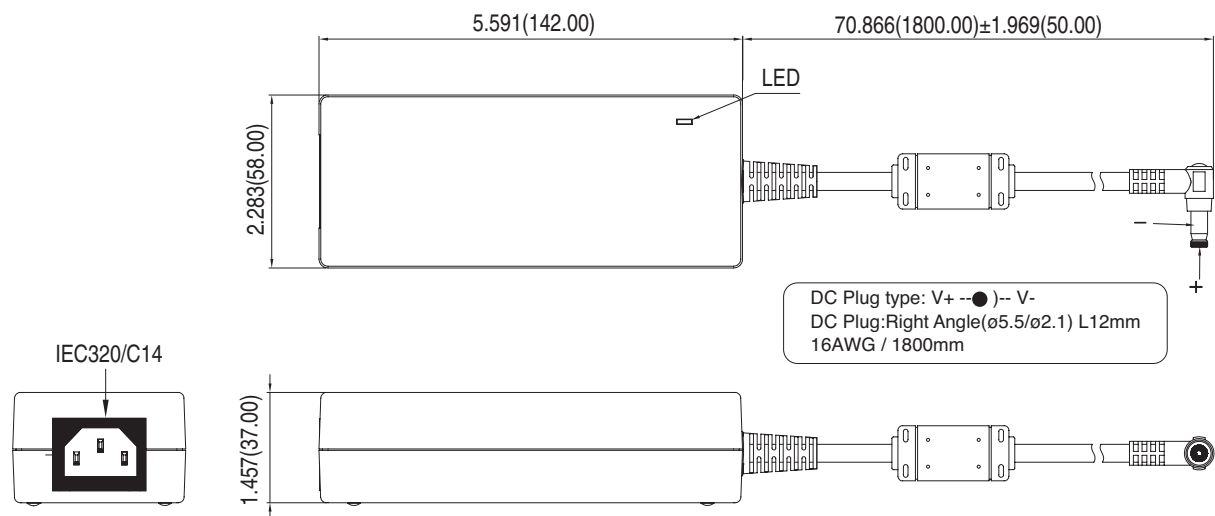 5.591(142.00)
70.866(1800.00)±1.969(50.00)
LED
2.283(58.00)
-
+
DC Plug type: V+ --● )-- V-
DC Plug:Right Angle(ø5.5/ø2.1) L12mm
16AWG / 1800mm
IEC320/C14
1.457(37.00)